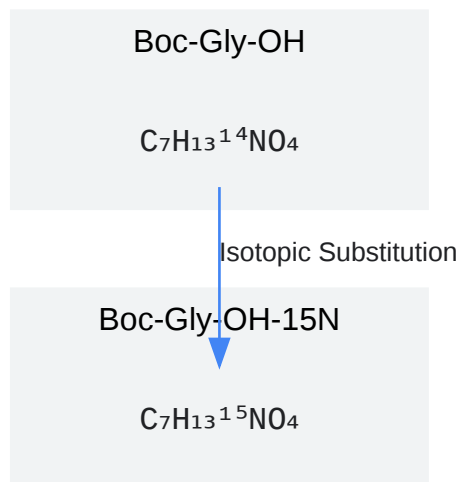 Boc-Gly-OH
C₇H₁₃¹⁴NO₄
Isotopic Substitution
Boc-Gly-OH-15N
C₇H₁₃¹⁵NO₄